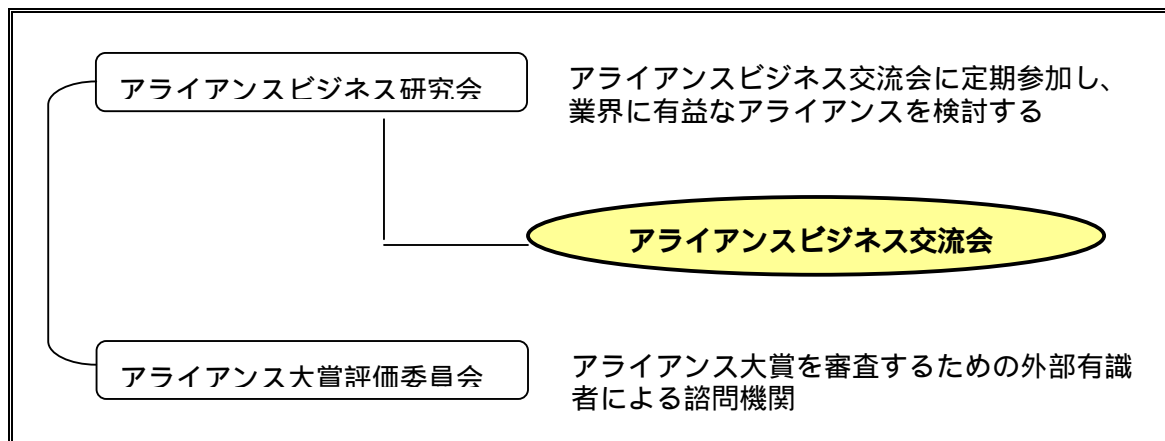 アライアンスビジネス研究会
アライアンスビジネス交流会に定期参加し、
業界に有益なアライアンスを検討する
アライアンスビジネス交流会
アライアンス大賞評価委員会
アライアンス大賞を審査するための外部有識
者による諮問機関